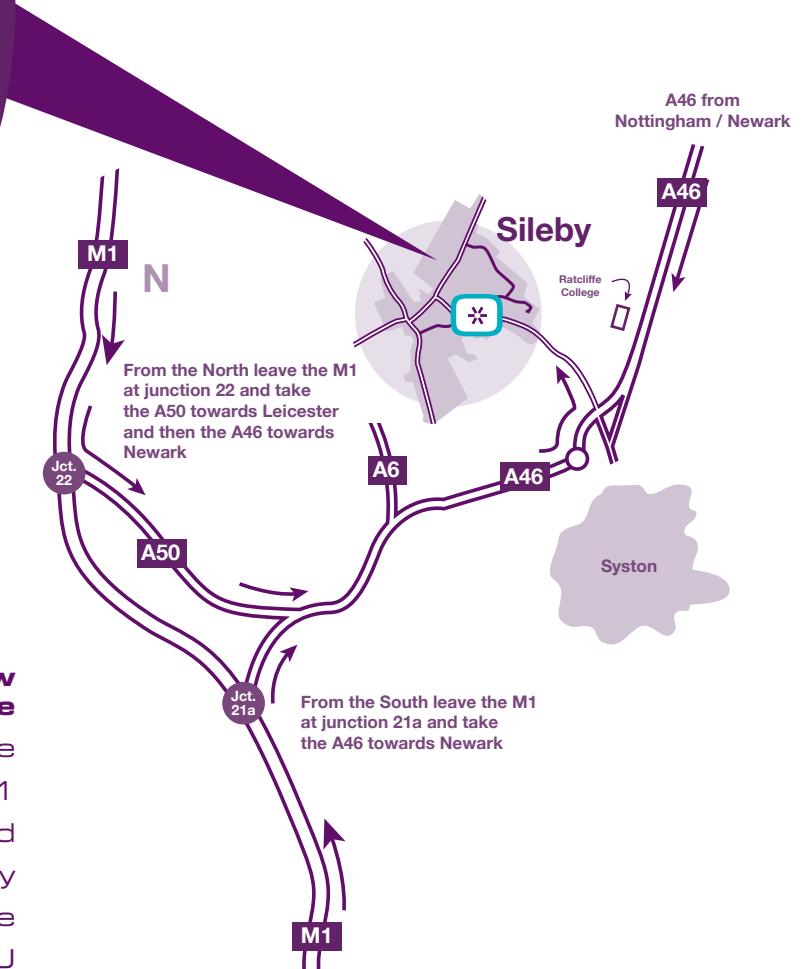 A46 from
Nottingham / Newark
A46
Sileby
M1
N
Ratcliffe
College
From the North leave the M1
at junction 22 and take
the A50 towards Leicester
and then the A46 towards
Newark
Jct.
22
A6
A46
A50
Syston
Jct.
21a
From the South leave the M1
at junction 21a and take
the A46 towards Newark
M1